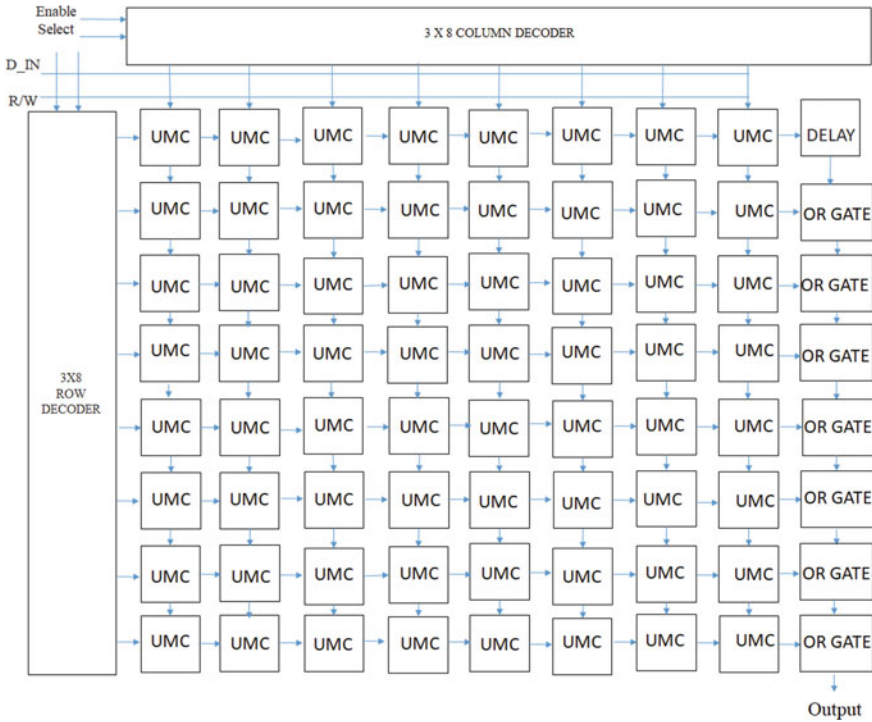 Enable
Select
3 X 8 COLUMN DECODER
D_IN
R/W
UMC UMC UMC UMC UMC UMC UMC UMC DELAY
UMC UMC UMC UMC UMC UMC UMC UMC OR GATE
UMC UMC UMC UMC UMC UMC UMC UMC OR GATE
UMC UMC UMC UMC UMC UMC UMC UMC OR GATE
3X8
ROW
DECODER
UMC UMC UMC UMC UMC UMC UMC UMC OR GATE
UMC UMC UMC UMC UMC UMC UMC UMC OR GATE
UMC UMC UMC UMC UMC UMC UMC UMC OR GATE
UMC UMC UMC UMC UMC UMC UMC UMC OR GATE
Output